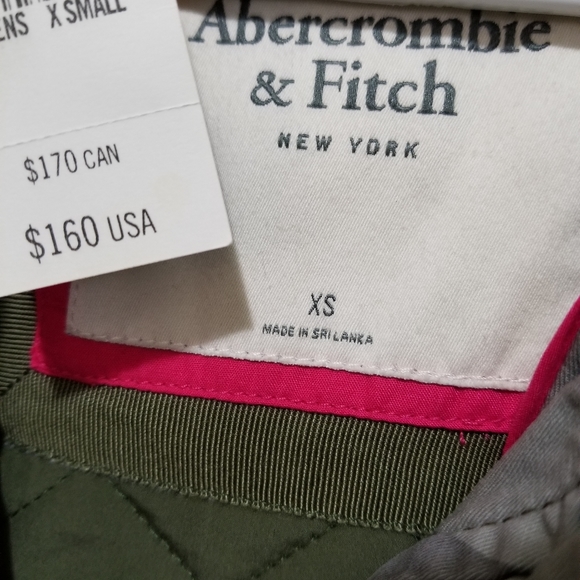 X SMALL
$170 CAN
$160 USA
Abercrombie
& Fitch
NEW YORK
XS
MADE IN SRI LANKA